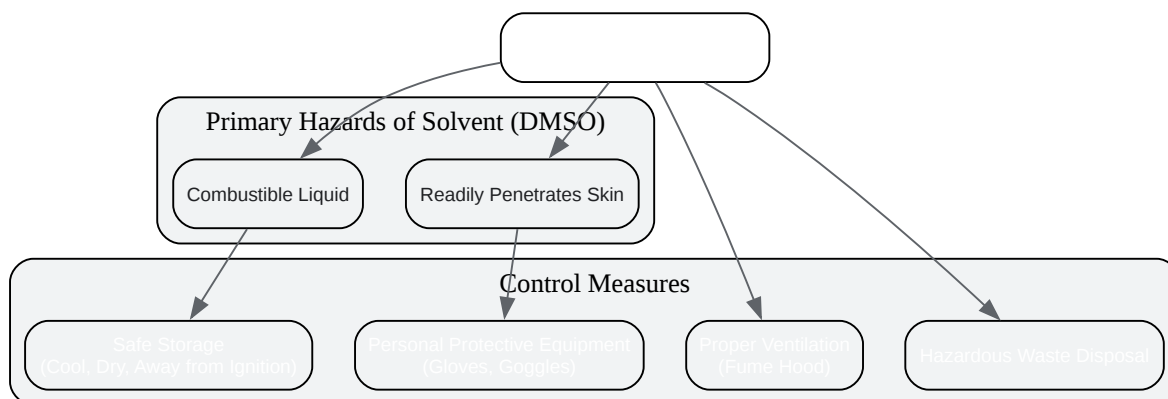 Primary Hazards of Solvent (DMSO)
Combustible Liquid
Readily Penetrates Skin
Control Measures
Safe Storage
(Cool, Dry, Away from Ignition)
Personal Protective Equipment
(Gloves, Goggles)
Proper Ventilation
(Fume Hood)
Hazardous Waste Disposal